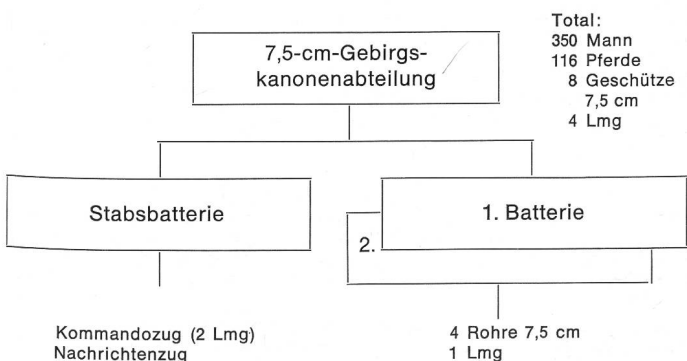 7,5-cm-Gebirgs-
kanonenabteilung
Total:
350 Mann
116 Pferde
8 Geschütze
7,5 cm
4 Lmg
Stabsbatterie
1. Batterie
2.
Kommandozug (2 Lmg)
Nachrichtenzug
4 Rohre 7,5 cm
1 Lmg